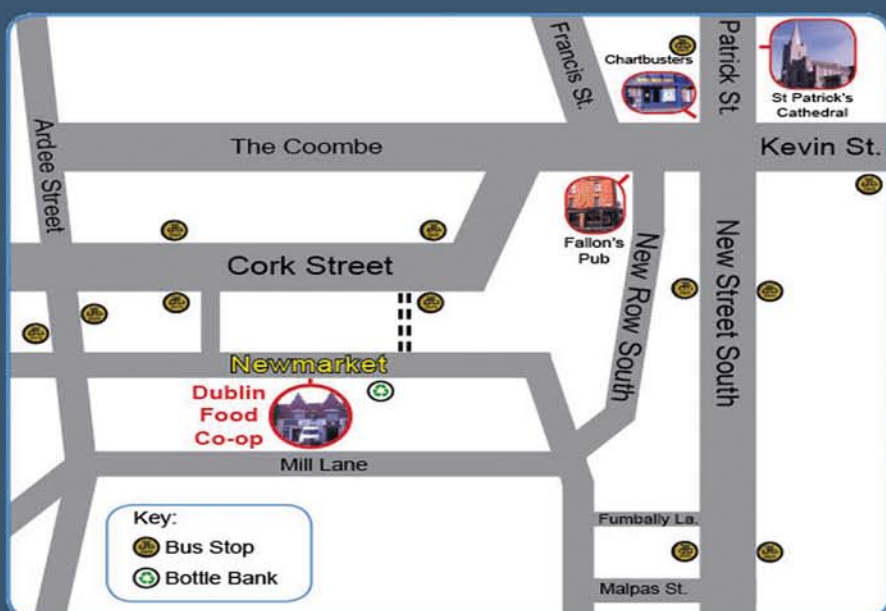 Francis St.
Chartbusters
Patrick St
St Patrick's
Cathedral
Ardee Street
The Coombe
Kevin St.
Fallon's
Pub
Cork Street
New Row South
New Street South
Newmarket
Dublin
Food
Co-op
Mill Lane
Fumbally La.
Malpas St.
Key:
Bus Stop
Bottle Bank